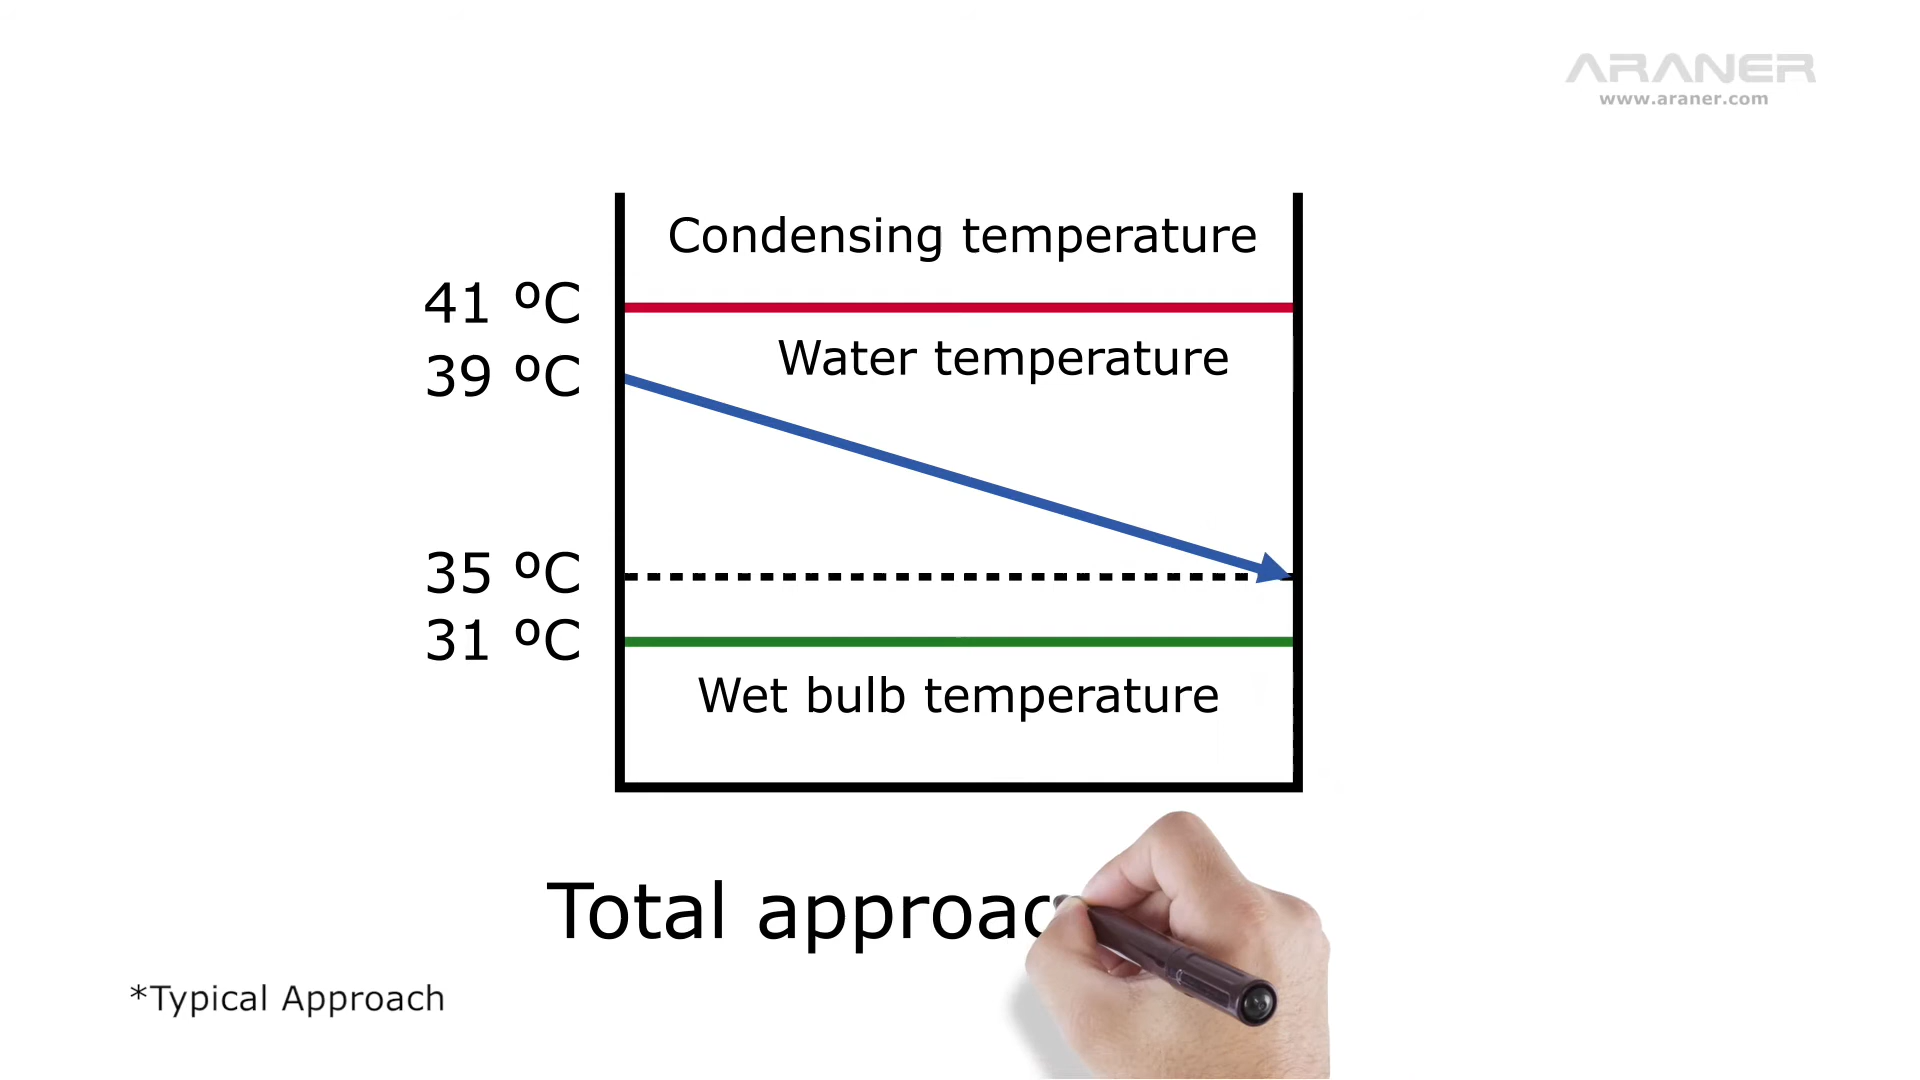 ARANER
www.araner.com
Condensing temperature
41 ºC
Water temperature
39 ºC
35 ºC
31 ºC
Wet bulb temperature
Total approac
*Typical Approach